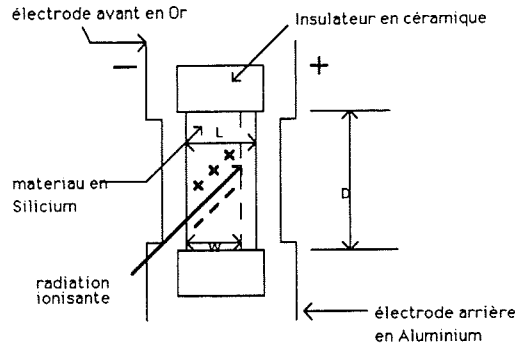 électrode avant en Or
Insulateur en céramique
−
+
L
materiau en
Silicium
D
W
radiation
ionisante
électrode arrière
en Aluminium